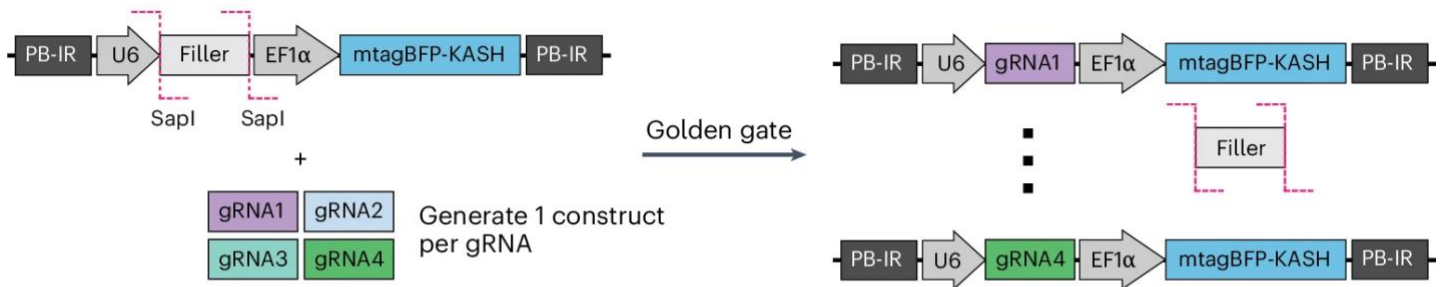 PB-IR U6 Filler EF1α mtagBFP-KASH PB-IR
SapI SapI
+
gRNA1 gRNA2
gRNA3 gRNA4
Generate 1 construct
per gRNA
Golden gate
PB-IR U6 gRNA1 EF1α mtagBFP-KASH PB-IR
Filler
PB-IR U6 gRNA4 EF1α mtagBFP-KASH PB-IR